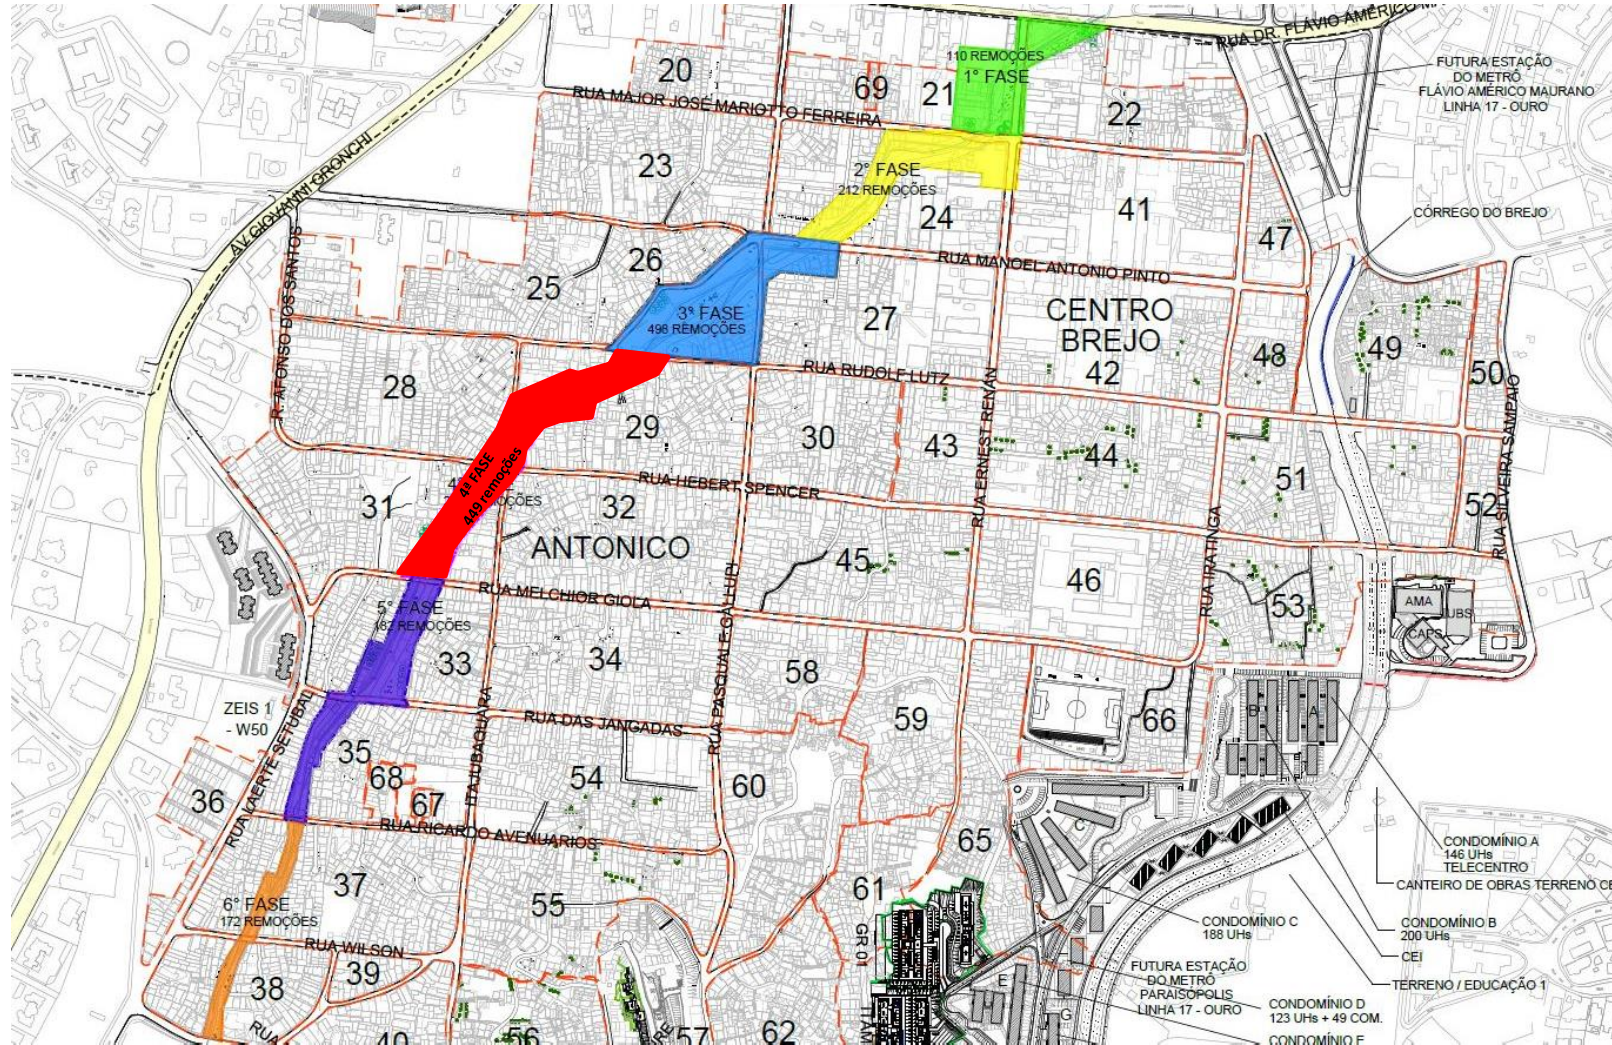 RUA DR. FLÁVIO AMÉRICO
110 REMOÇÕES
1° FASE
20
69
21
22
FUTURA ESTAÇÃO
DO METRÔ
FLÁVIO AMÉRICO MAURANO
LINHA 17 - OURO
RUA MAJOR JOSÉ MARIOTTO FERREIRA
AV. GIOVANNI GRONCHI
23
2° FASE
212 REMOÇÕES
24
41
47
CÓRREGO DO BREJO
R. AFONSO DOS SANTOS
25
26
RUA MANOEL ANTONIO PINTO
3ª FASE
498 REMOÇÕES
27
CENTRO
BREJO
42
48
49
50
RUA RUDOLF LUTZ
28
29
30
43
44
51
52
RUA ERNEST RENAN
RUA SILVEIRA SAMPAIO
4ª FASE
449 remoções
RUA HEBERT SPENCER
31
32
ANTONICO
45
46
RUA IRATINGA
53
AMA
UBS
CAPS
RUA MELCHIOR GIOLA
5° FASE
REMOÇÕES
33
34
58
RUA PASQUALE GALLUPI
59
66
B
A
ZEIS 1
- W50
RUA LAERTE SETUBAL
RUA DAS JANGADAS
ITAJUBAQUARA
35
68
67
36
54
60
RUA RICARDO AVENUARIOS
65
C
CONDOMÍNIO A
146 UHs
TELECENTRO
CANTEIRO DE OBRAS TERRENO
37
55
61
6° FASE
172 REMOÇÕES
CONDOMÍNIO C
188 UHs
CONDOMÍNIO B
200 UHs
CEI
TERRENO / EDUCAÇÃO 1
GR 01
RUA WILSON
38
39
FUTURA ESTAÇÃO
DO METRÔ
PARAISÓPOLIS
LINHA 17 - OURO
E
G
CONDOMÍNIO D
123 UHs + 49 COM.
RUA
40
56
57
62
CONDOMÍNIO